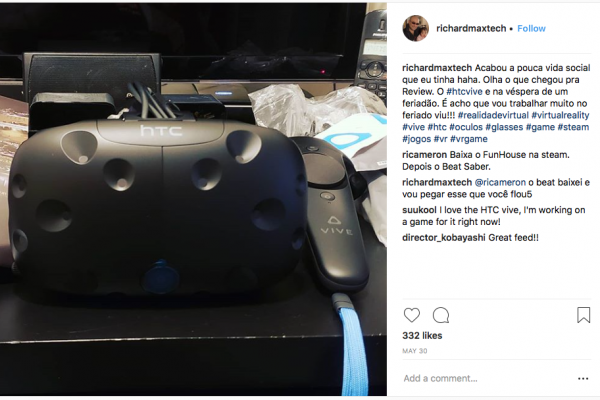 htc
VIVE
richardmaxtech • Follow
richardmaxtech Acabou a pouca vida social
que eu tinha haha. Olha o que chegou pra
Review. O #htcvive e na véspera de um
feriadão. É acho que vou trabalhar muito no
feriado viu!!! #realidadevirtual #virtualreality
#vive #htc #oculos #glasses #game #steam
#jogos #vr #vrgame
ricameron Baixa o FunHouse na steam.
Depois o Beat Saber.
richardmaxtech @ricameron o beat baixei e
vou pegar esse que você flou5
suukool I love the HTC vive, I'm working on
a game for it right now!
director_kobayashi Great feed!!
332 likes
MAY 30
Add a comment...